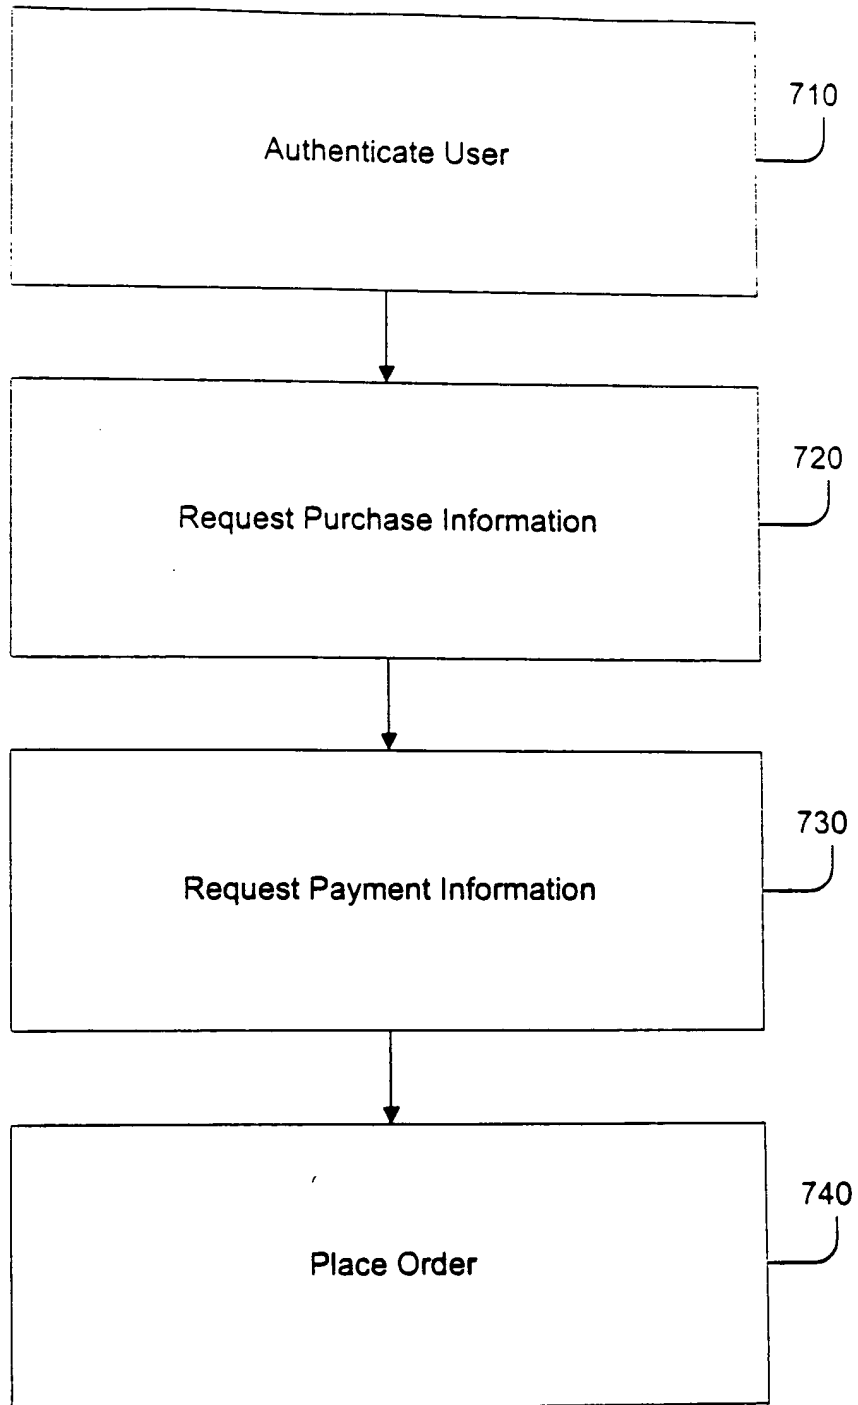 710
Authenticate User
720
Request Purchase Information
730
Request Payment Information
740
Place Order